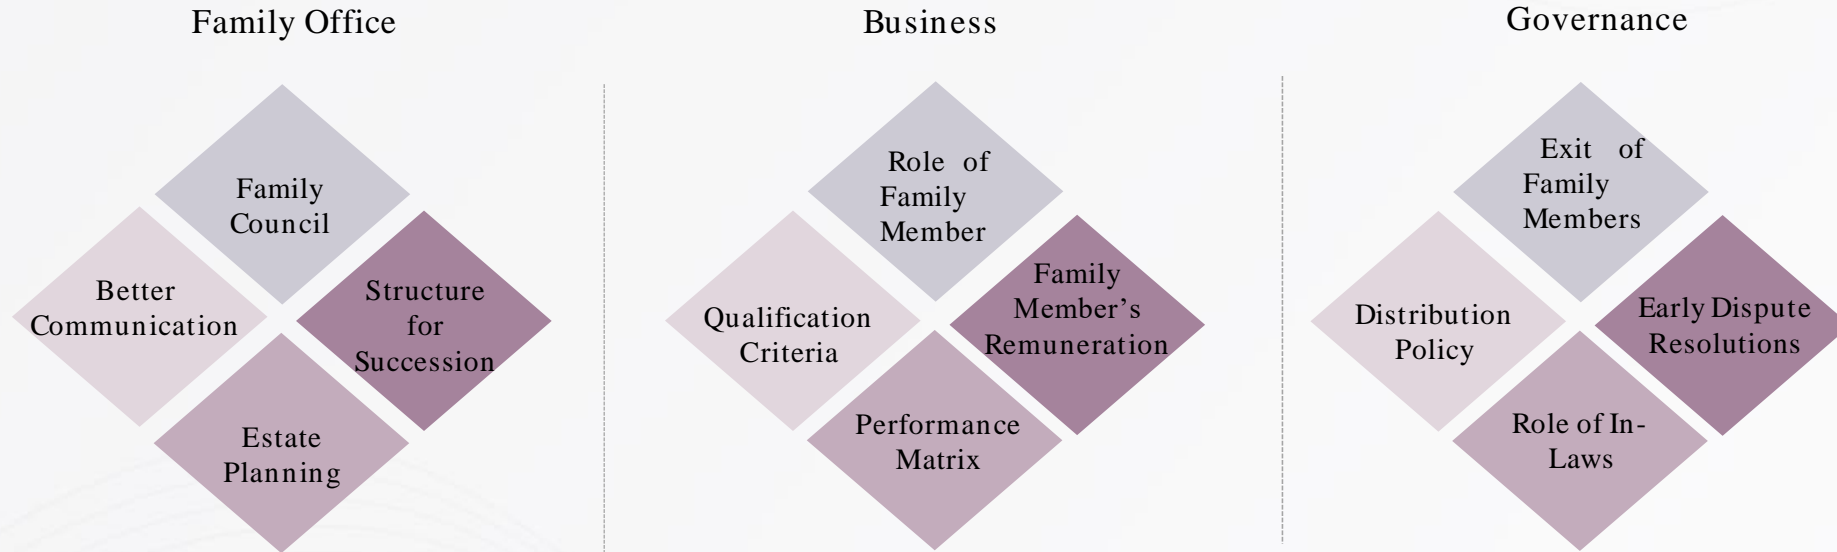 Family Office
Family
Council
Better
Communication
Structure
for
Succession
Estate
Planning
Business
Role of
Family
Member
Qualification
Criteria
Family
Member’s
Remuneration
Performance
Matrix
Governance
Exit of
Family
Members
Distribution
Policy
Early Dispute
Resolutions
Role of In-
Laws